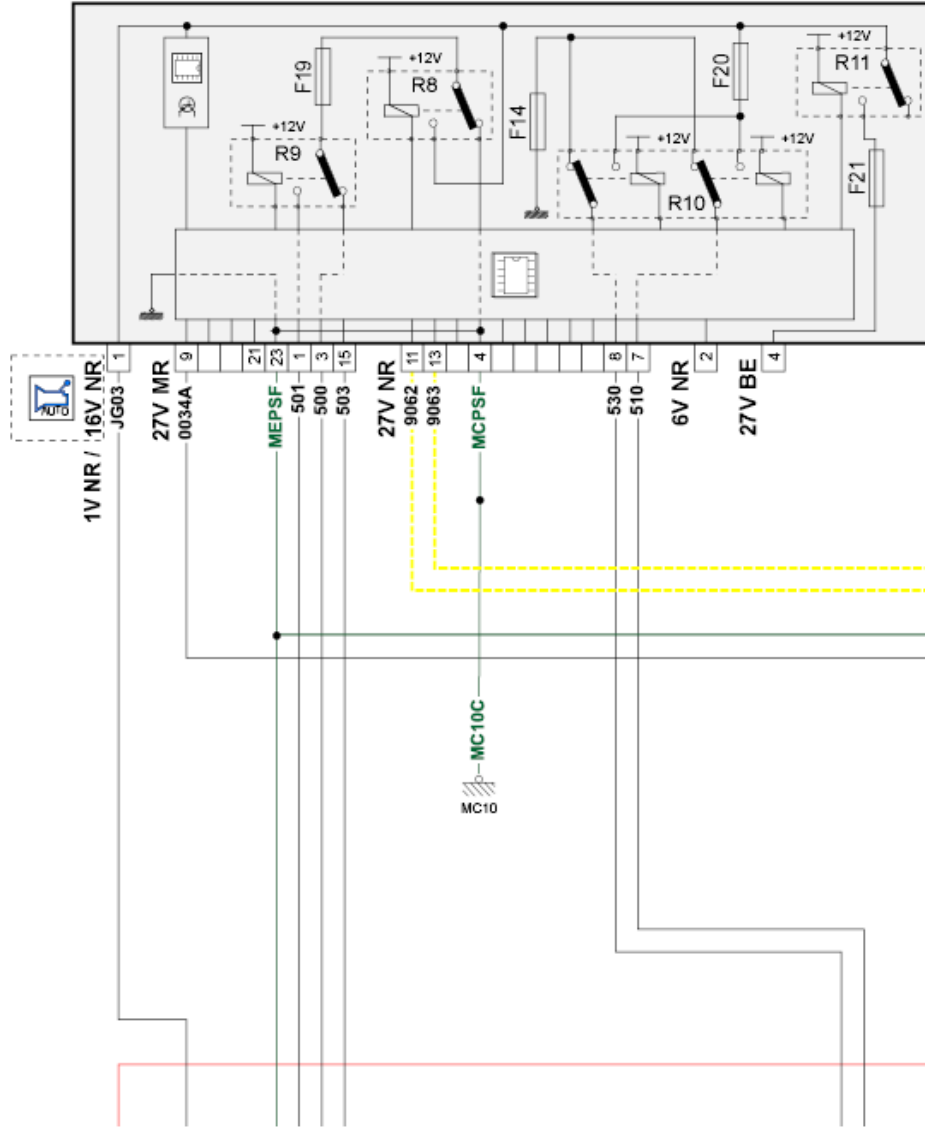 +12V
+12V
F19
R8
F14
F20
R11
+12V
R9
+12V
+12V
R10
F21
AUTO
1V NR / 16V NR
1
JG03
27V MR
9
0034A
21
23
MEPSF
1
501
3
500
15
503
27V NR
11
9062
13
9063
4
MCPSF
8
530
7
510
6V NR
2
27V BE
4
MC10C
MC10